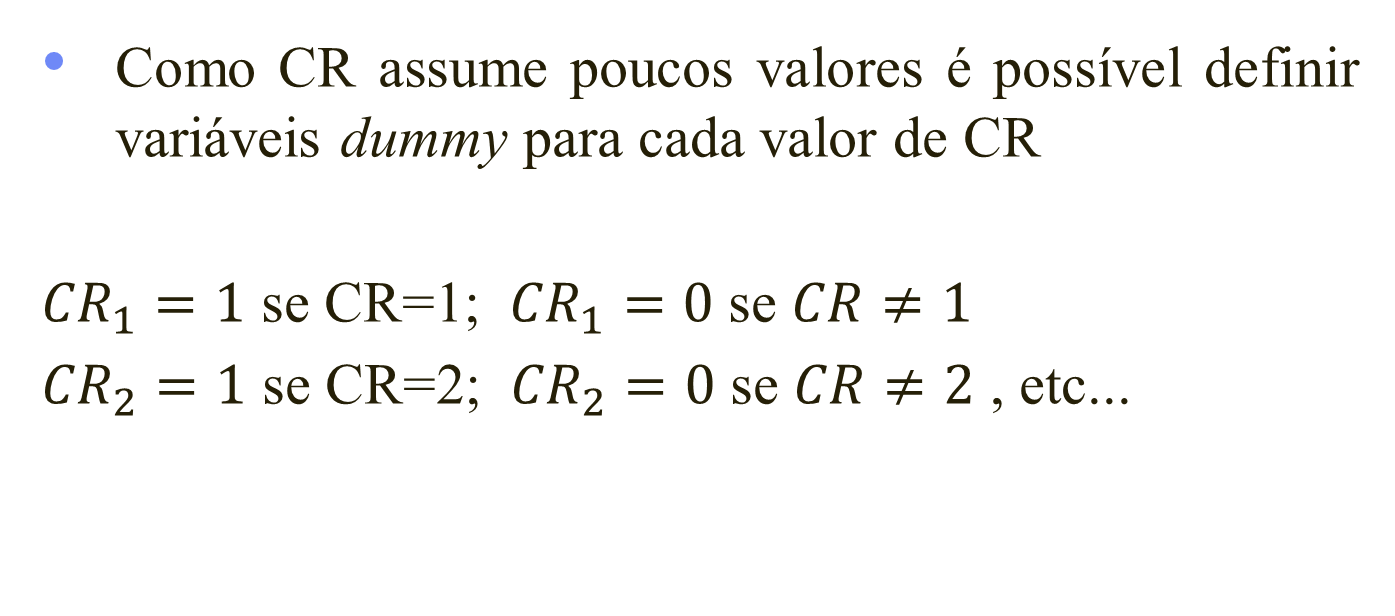 • Como CR assume poucos valores é possível definir
variáveis dummy para cada valor de CR
𝐶𝑅₁ = 1 se CR=1; 𝐶𝑅₁ = 0 se 𝐶𝑅 ≠ 1
𝐶𝑅₂ = 1 se CR=2; 𝐶𝑅₂ = 0 se 𝐶𝑅 ≠ 2 , etc...